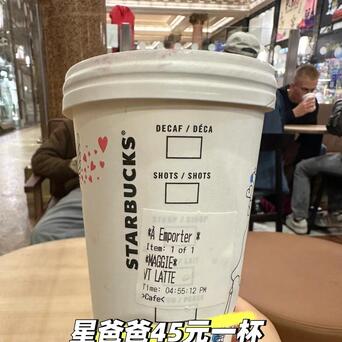 DECAF / DÉCA
SHOTS / SHOTS
STARBUCKS®
*A Emporter *
Item: 1 of 1
*MAGGIE*
VT LATTE
Time: 04:55:12 PM
>Cafe<
星爸爸45元一杯